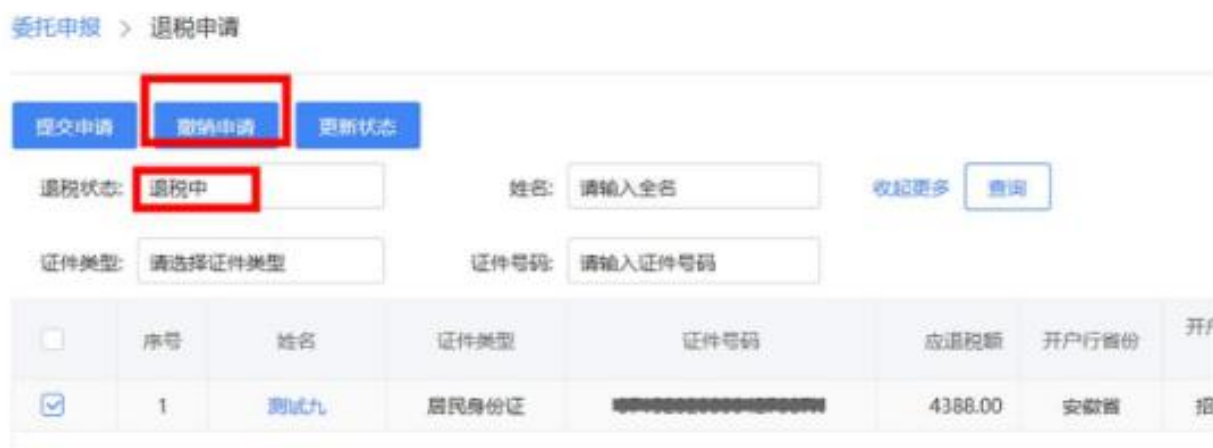 委托申报 > 退税申请
提交申请 撤销申请 更新状态
退税状态: 退税中 姓名: 请输入全名 收起更多 查询
证件类型: 请选择证件类型 证件号码: 请输入证件号码
序号 姓名 证件类型 证件号码 应退税额 开户行省份
1 测试九 居民身份证 4388.00 安徽省 招